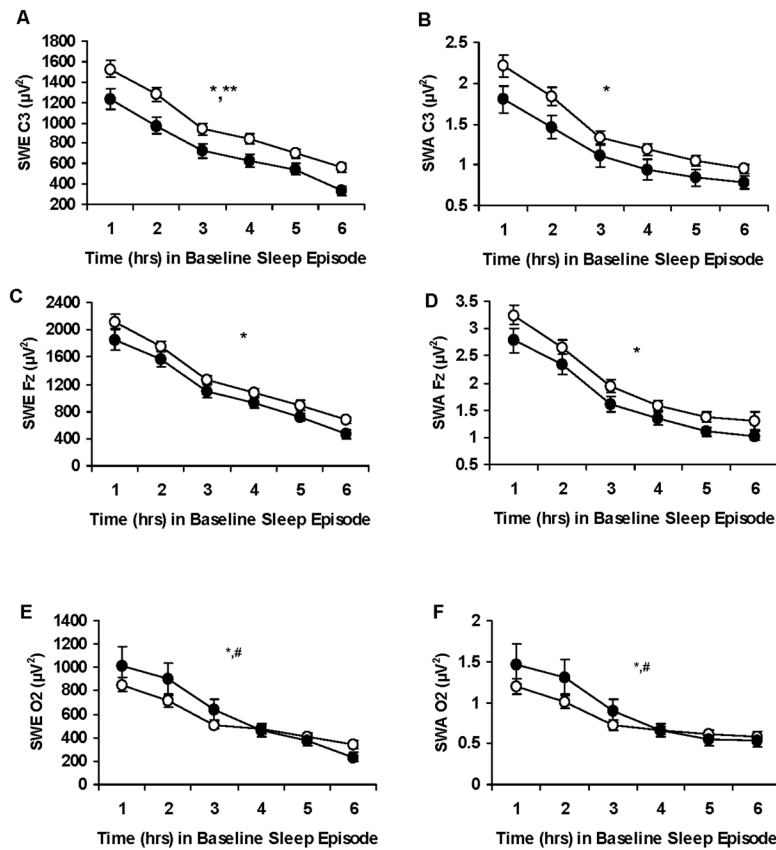 A
1800
1600
1400
1200
1000
800
600
400
200
SWE C3 (µV²)
*,**
1 2 3 4 5 6
Time (hrs) in Baseline Sleep Episode
B
2.5
2
1.5
1
0.5
SWA C3 (µV²)
*
1 2 3 4 5 6
Time (hrs) in Baseline Sleep Episode
C
2400
2000
1600
1200
800
400
0
SWE Fz (µV²)
*
1 2 3 4 5 6
Time (hrs) in Baseline Sleep Episode
D
3.5
3
2.5
2
1.5
1
0.5
SWA Fz (µV²)
*
1 2 3 4 5 6
Time (hrs) in Baseline Sleep Episode
E
1400
1200
1000
800
600
400
200
0
SWE O2 (µV²)
*,#
1 2 3 4 5 6
Time (hrs) in Baseline Sleep Episode
F
2
1.5
1
0.5
0
SWA O2 (µV²)
*,#
1 2 3 4 5 6
Time (hrs) in Baseline Sleep Episode